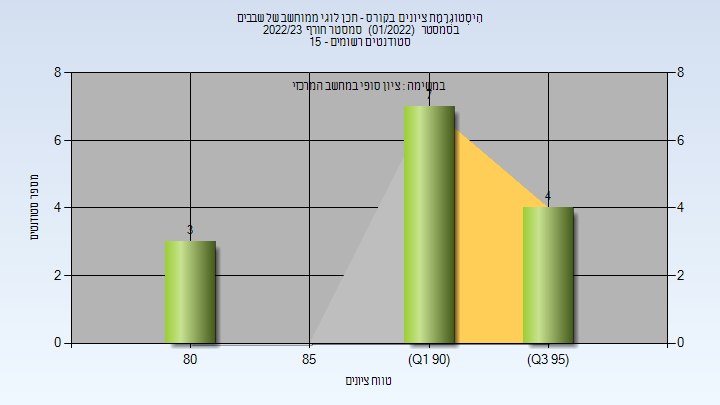 היסטוגרמת ציונים בקורס - תכן לוגי ממוחשב של שבבים
בסמסטר (01/2022) סמסטר חורף 2022/23
סטודנטים רשומים - 15
במשימה : ציון סופי במחשב המרכזי
8 8
7
6 6
4
4 4
3
2 2
0 0
80 85 (Q1 90) (Q3 95)
מספר סטודנטים
טווח ציונים